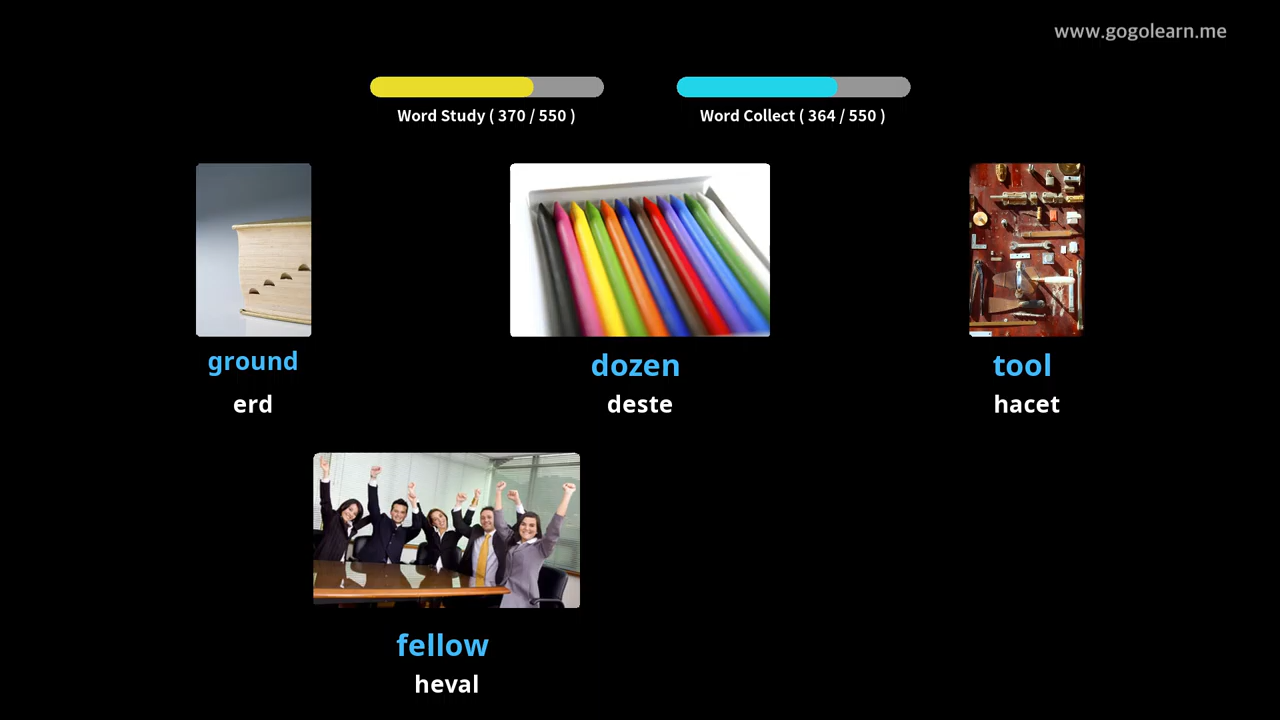 www.gogolearn.me
Word Study ( 370 / 550 )
Word Collect ( 364 / 550 )
ground
erd
dozen
deste
tool
hacet
fellow
heval